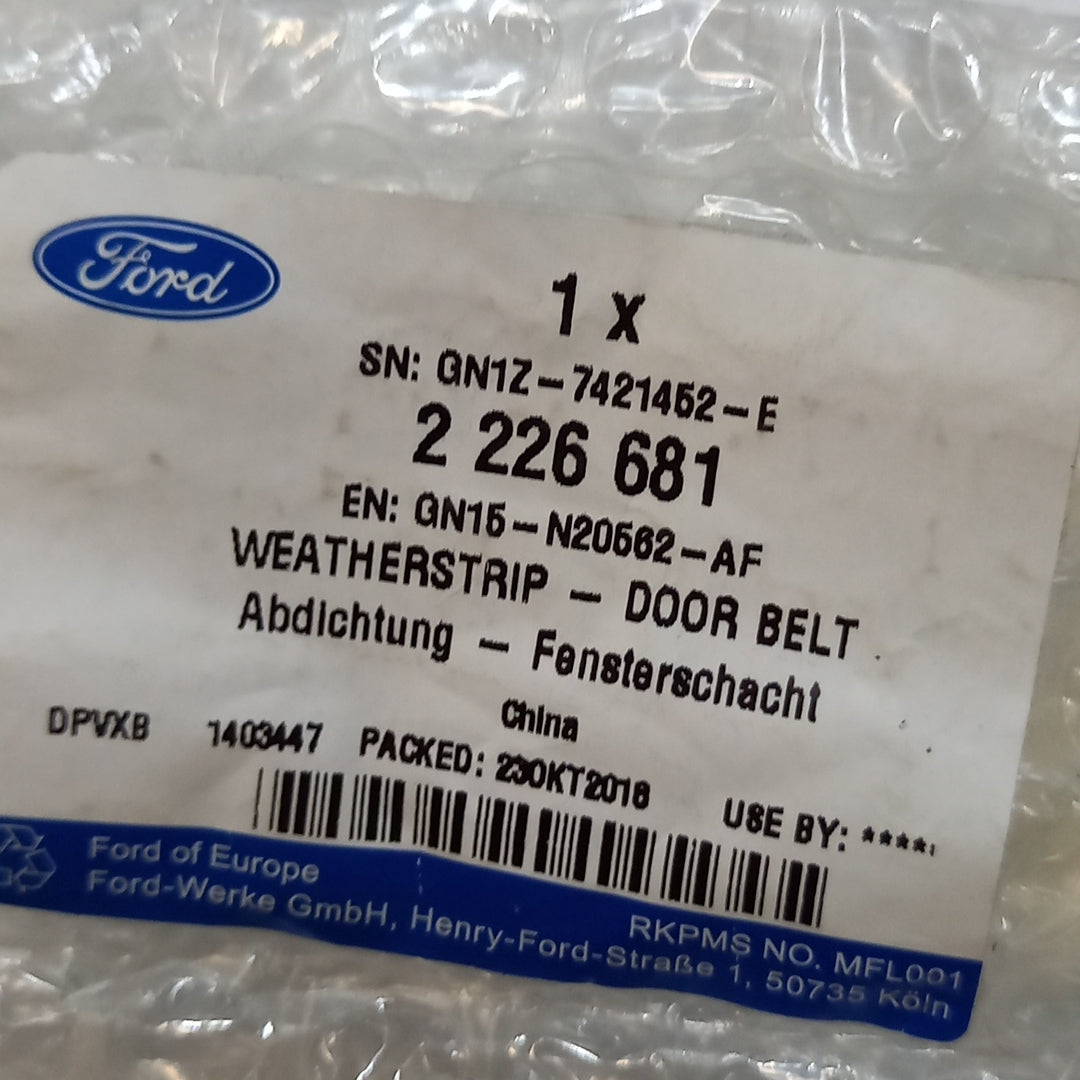 Ford
1 x
SN: GN1Z-7421452-E
2 226 681
EN: GN15-N20562-AF
WEATHERSTRIP - DOOR BELT
Abdichtung - Fensterschacht
China
DPVXB 1403447 PACKED: 23OKT2018 USE BY: ****
Ford of Europe
Ford-Werke GmbH, Henry-Ford-Straße 1, 50735 Köln
RKPMS NO. MFL001